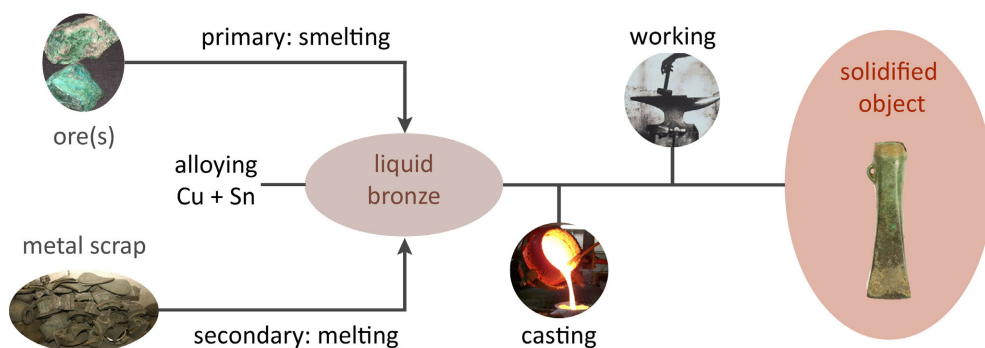 primary: smelting
working
solidified
object
ore(s)
alloying
Cu + Sn
liquid
bronze
metal scrap
secondary: melting
casting